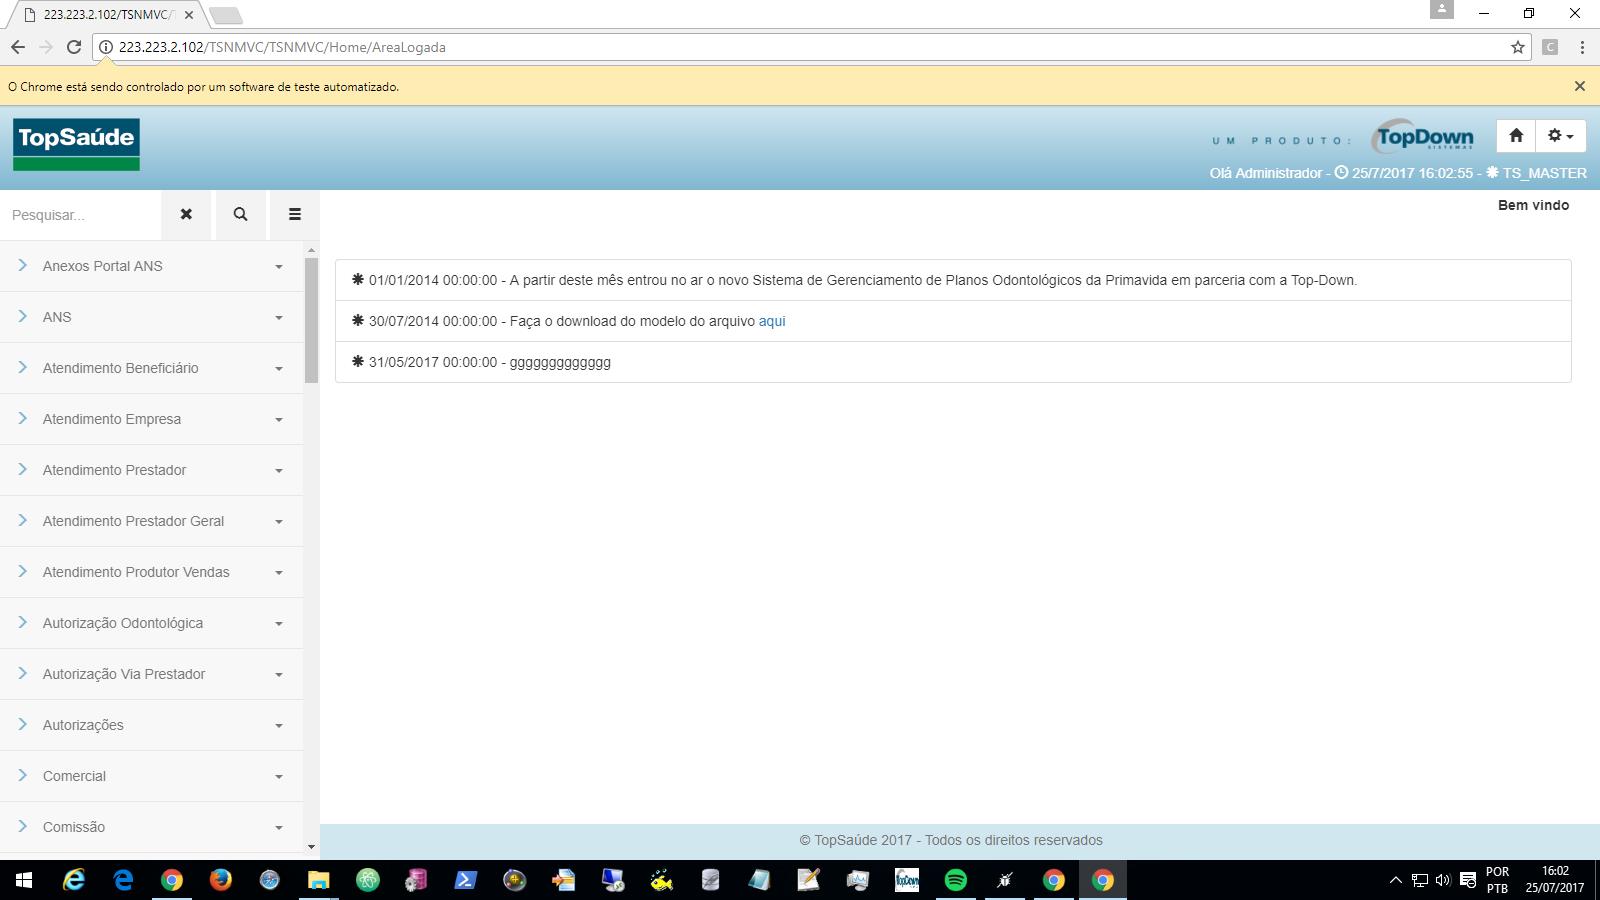 223.223.2.102/TSNMVC/T
223.223.2.102/TSNMVC/TSNMVC/Home/AreaLogada
O Chrome está sendo controlado por um software de teste automatizado.
TopSaúde
UM PRODUTO:
TopDown
SISTEMAS
Olá Administrador - 25/7/2017 16:02:55 - TS_MASTER
Pesquisar...
Bem vindo
Anexos Portal ANS
ANS
Atendimento Beneficiário
Atendimento Empresa
Atendimento Prestador
Atendimento Prestador Geral
Atendimento Produtor Vendas
Autorização Odontológica
Autorização Via Prestador
Autorizações
Comercial
Comissão
01/01/2014 00:00:00 - A partir deste mês entrou no ar o novo Sistema de Gerenciamento de Planos Odontológicos da Primavida em parceria com a Top-Down.
30/07/2014 00:00:00 - Faça o download do modelo do arquivo aqui
31/05/2017 00:00:00 - ggggggggggggg
© TopSaúde 2017 - Todos os direitos reservados
TopDown
POR
PTB
16:02
25/07/2017